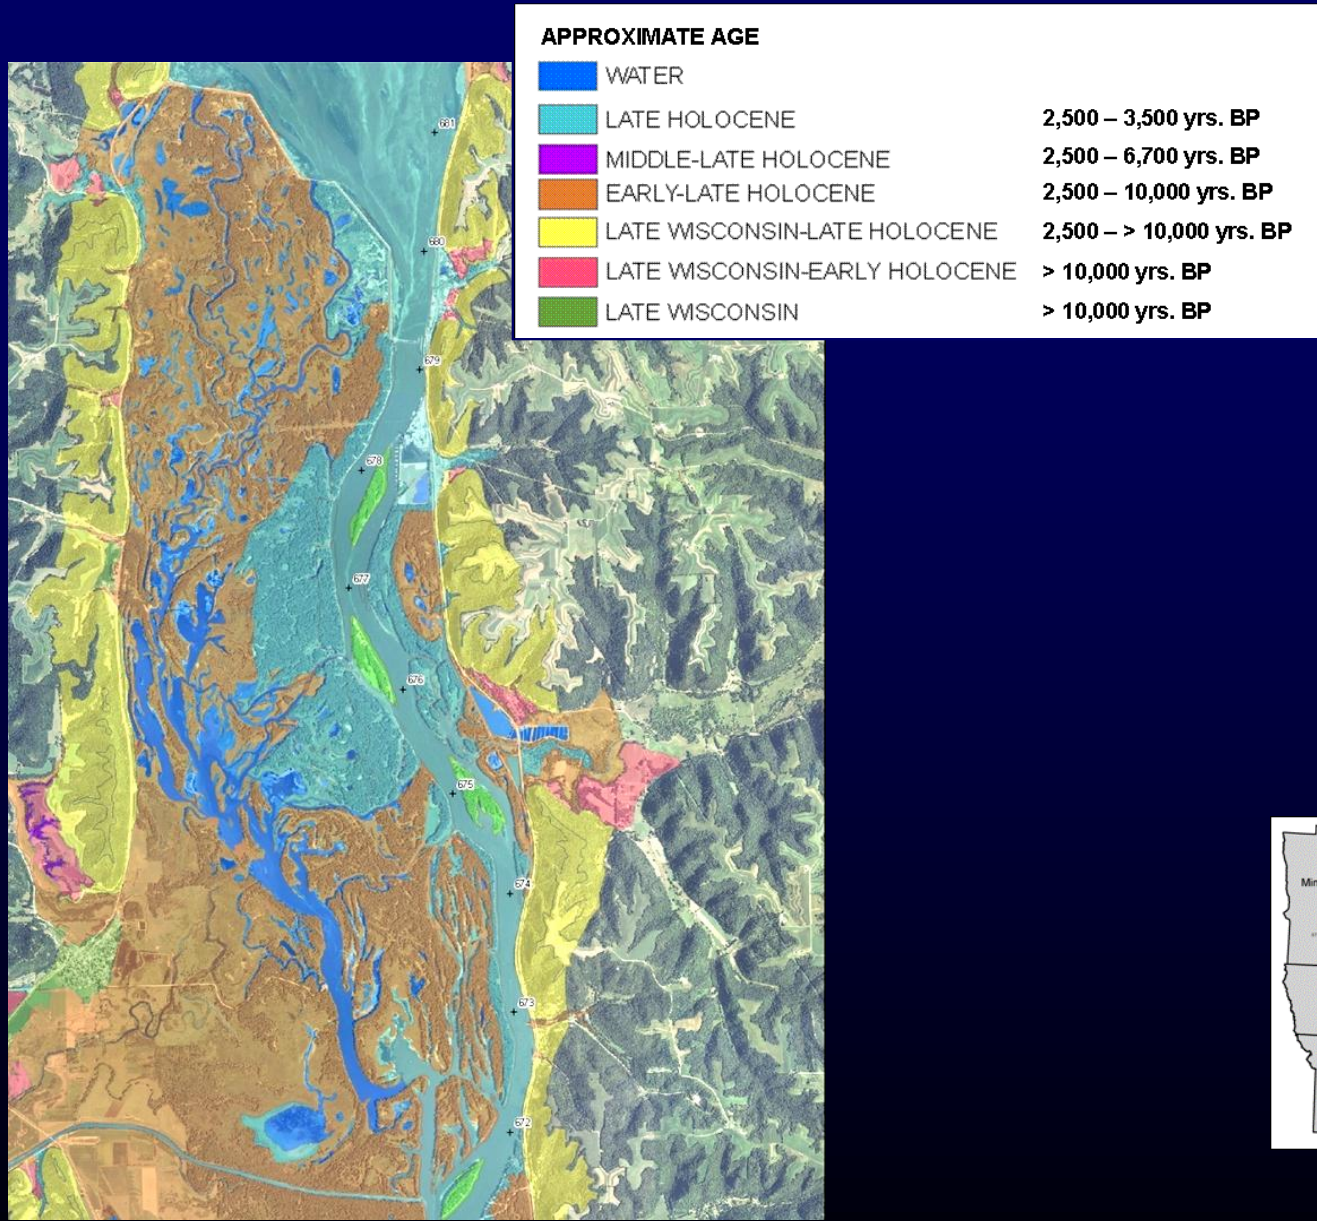 APPROXIMATE AGE
WATER
LATE HOLOCENE 2,500 – 3,500 yrs. BP
MIDDLE-LATE HOLOCENE 2,500 – 6,700 yrs. BP
EARLY-LATE HOLOCENE 2,500 – 10,000 yrs. BP
LATE WISCONSIN-LATE HOLOCENE 2,500 – > 10,000 yrs. BP
LATE WISCONSIN-EARLY HOLOCENE > 10,000 yrs. BP
LATE WISCONSIN > 10,000 yrs. BP
681
680
679
678
677
676
675
674
673
672
Min